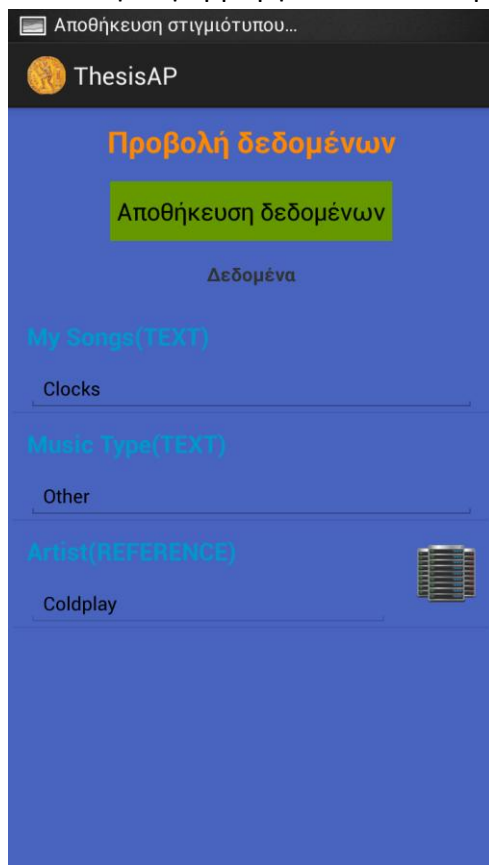 Αποθήκευση στιγμιότυπου...
ThesisAP
Προβολή δεδομένων
Αποθήκευση δεδομένων
Δεδομένα
My Songs(TEXT)
Clocks
Music Type(TEXT)
Other
Artist(REFERENCE)
Coldplay